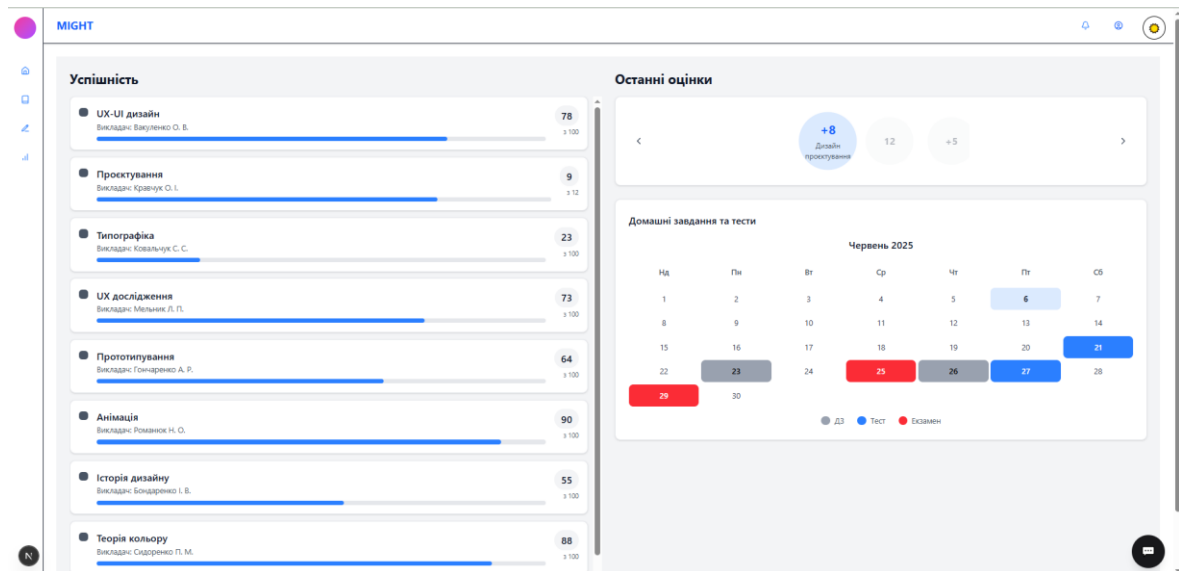 MIGHT
Успішність
UX-UI дизайн
Викладач: Вакуленко О. В.
78
з 100
Проєктування
Викладач: Кравчук О. І.
9
з 12
Типографіка
Викладач: Ковальчук С. С.
23
з 100
UX дослідження
Викладач: Мельник Л. П.
73
з 100
Прототипування
Викладач: Гончаренко А. Р.
64
з 100
Анімація
Викладач: Романюк Н. О.
90
з 100
Історія дизайну
Викладач: Бондаренко І. В.
55
з 100
Теорія кольору
Викладач: Сидоренко П. М.
88
з 100
N
Останні оцінки
+8
Дизайн
проєктування
12
+5
Домашні завдання та тести
Червень 2025
Нд Пн Вт Ср Чт Пт Сб
1 2 3 4 5 6 7
8 9 10 11 12 13 14
15 16 17 18 19 20 21
22 23 24 25 26 27 28
29 30
ДЗ Тест Екзамен